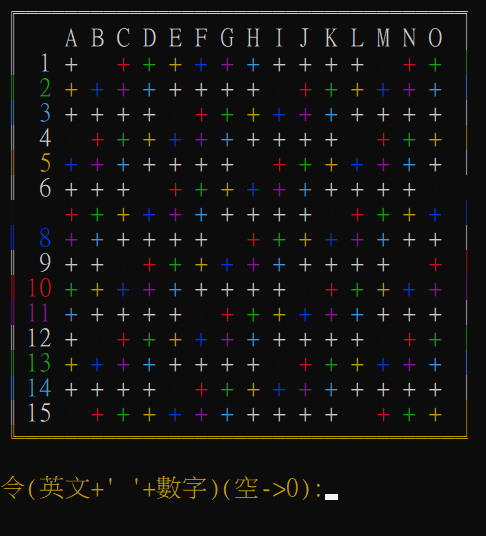 A B C D E F G H I J K L M N O
1 +   + + + + + + + + + +   + +
2 + + + + + + + +   + + + + + +
3 + + + +   + + + + + + + + + +
4   + + + + + + + + + +   + + +
5 + + + + + + +   + + + + + + +
6 + + +   + + + + + + + + + +
+ + + + + + + + + +   + + + +
8 + + + + + +   + + + + + + + +
9 + +   + + + + + + + + + +   +
10 + + + + + + + + +   + + + + +
11 + + + + +   + + + + + + + + +
12 +   + + + + + + + + + +   + +
13 + + + + + + + +   + + + + + +
14 + + + +   + + + + + + + + + +
15   + + + + + + + + + +   + + +
令(英文+' '+數字)(空->0):